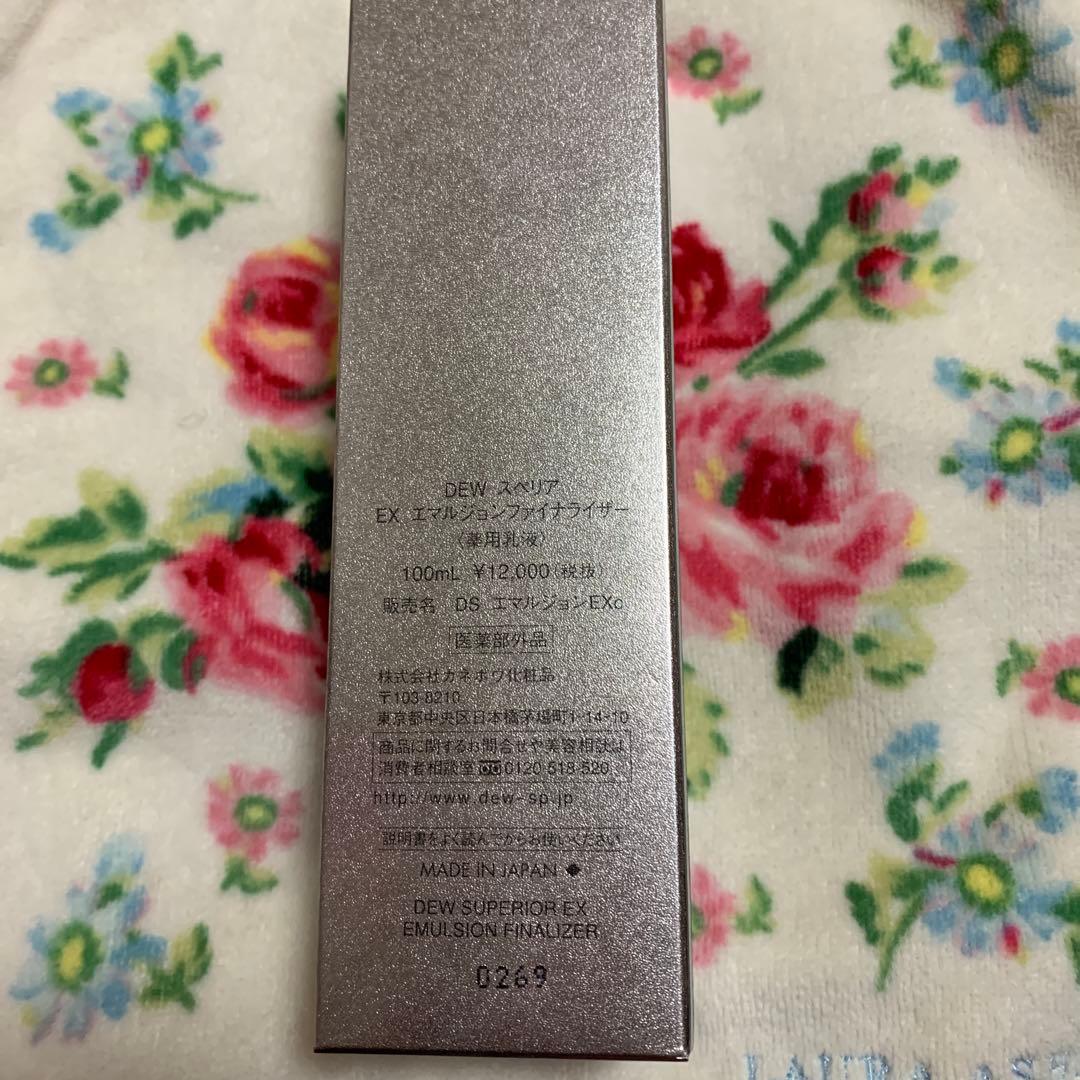 DEW スペリア
EX エマルジョンファイナライザー
〈薬用乳液〉
100mL ¥12,000(税抜)
販売名 DS エマルジョンEXc
医薬部外品
株式会社カネボウ化粧品
〒103-8210
東京都中央区日本橋茅場町1-14-10
商品に関するお問合せや美容相談は
消費者相談室 0120-518-520
http://www.dew-sp.jp
説明書をよく読んでからお使いください
MADE IN JAPAN
DEW SUPERIOR EX
EMULSION FINALIZER
0269
LAURA ASH